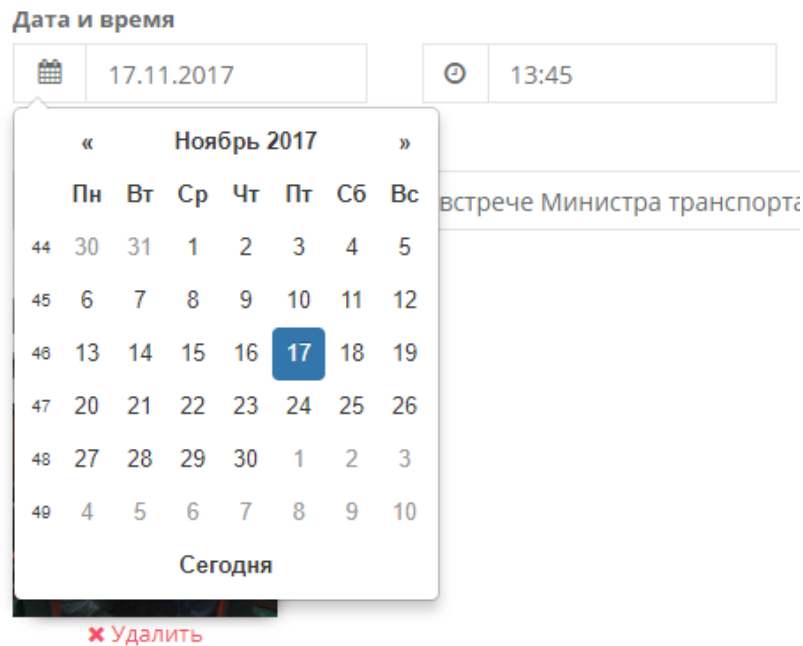 Дата и время
17.11.2017 13:45
« Ноябрь 2017 »
Пн Вт Ср Чт Пт Сб Вс
встрече Министра транспорта
44 30 31 1 2 3 4 5
45 6 7 8 9 10 11 12
46 13 14 15 16 17 18 19
47 20 21 22 23 24 25 26
48 27 28 29 30 1 2 3
49 4 5 6 7 8 9 10
Сегодня
Удалить